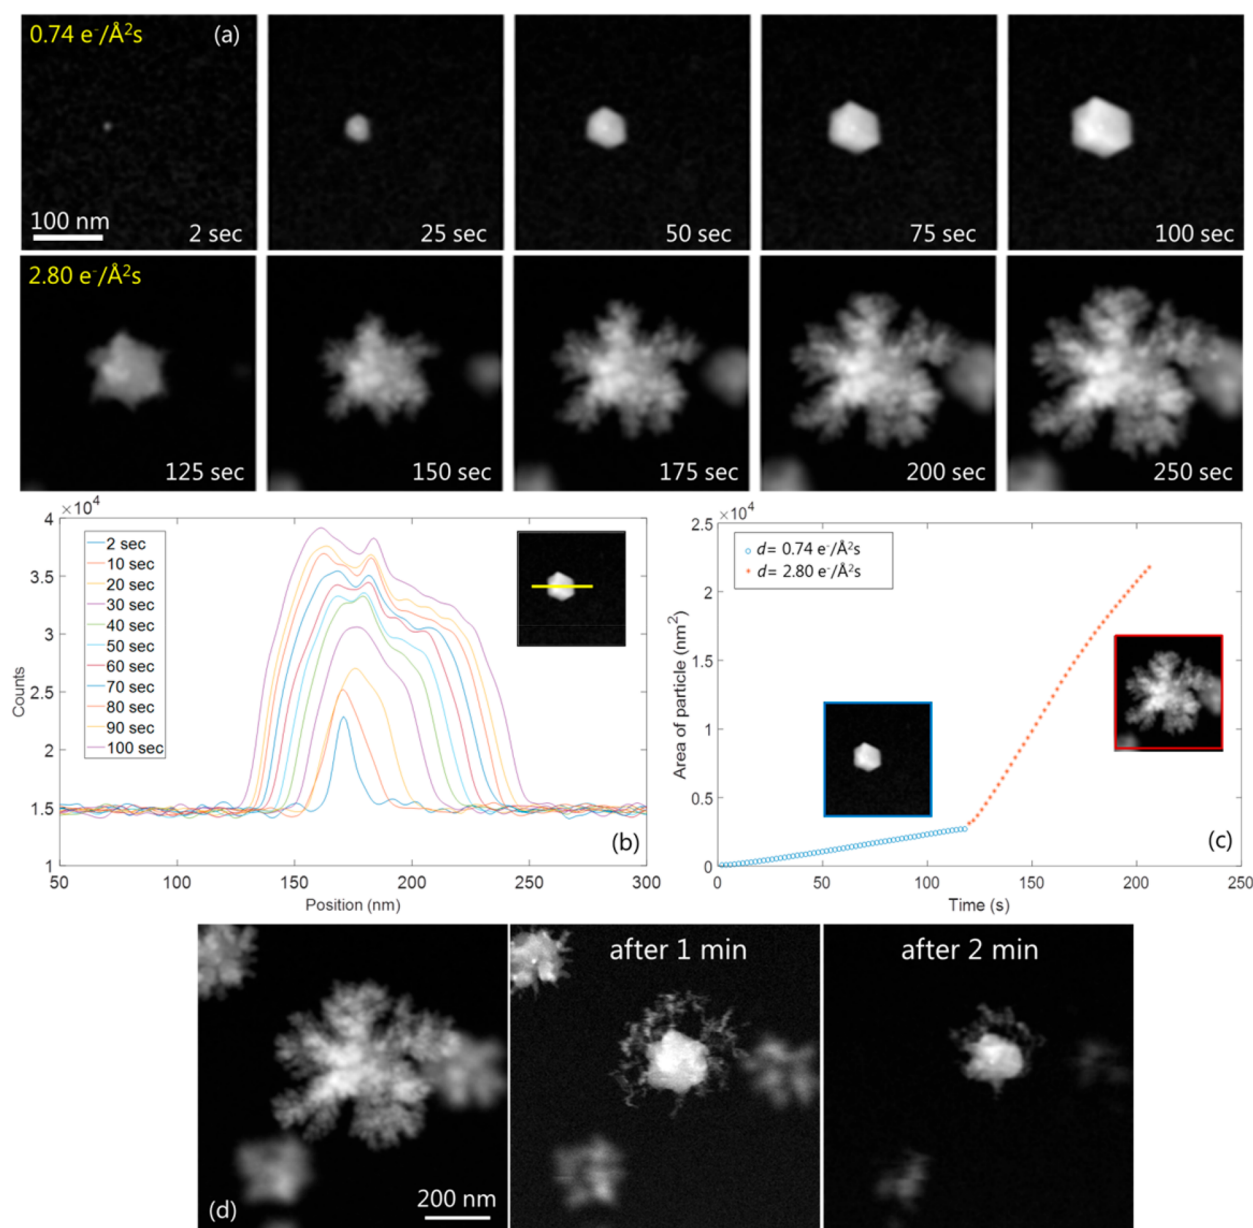 0.74 e⁻/Å²s (a)
100 nm
2 sec
25 sec
50 sec
75 sec
100 sec
2.80 e⁻/Å²s
125 sec
150 sec
175 sec
200 sec
250 sec
×10⁴
4
3.5
3
2.5
2
1.5
1
Counts
2 sec
10 sec
20 sec
30 sec
40 sec
50 sec
60 sec
70 sec
80 sec
90 sec
100 sec
(b)
50 100 150 200 250 300
Position (nm)
×10⁴
2.5
2
1.5
1
0.5
0
Area of particle (nm²)
d= 0.74 e⁻/Å²s
d= 2.80 e⁻/Å²s
(c)
0 50 100 150 200 250
Time (s)
(d)
200 nm
after 1 min
after 2 min